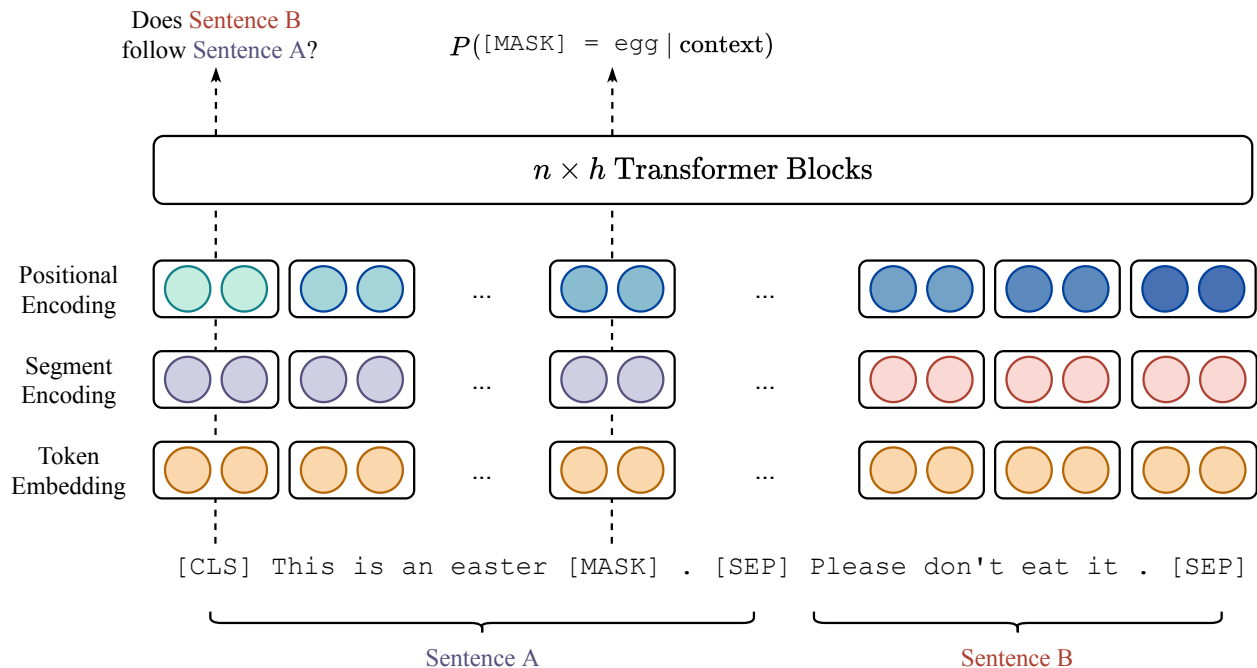 Does Sentence B
follow Sentence A?
P([MASK] = egg | context)
n × h Transformer Blocks
Positional
Encoding
... ...
Segment
Encoding
... ...
Token
Embedding
... ...
[CLS] This is an easter [MASK] . [SEP] Please don't eat it . [SEP]
Sentence A
Sentence B